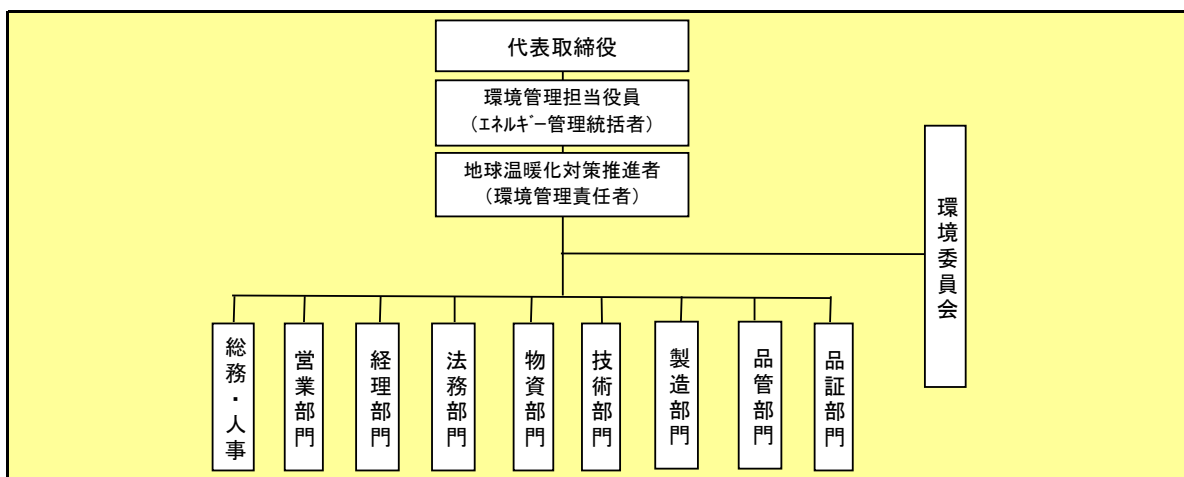 代表取締役
環境管理担当役員
（ｴﾈﾙｷﾞｰ管理統括者）
地球温暖化対策推進者
（環境管理責任者）
環境委員会
総務・人事
営業部門
経理部門
法務部門
物資部門
技術部門
製造部門
品管部門
品証部門